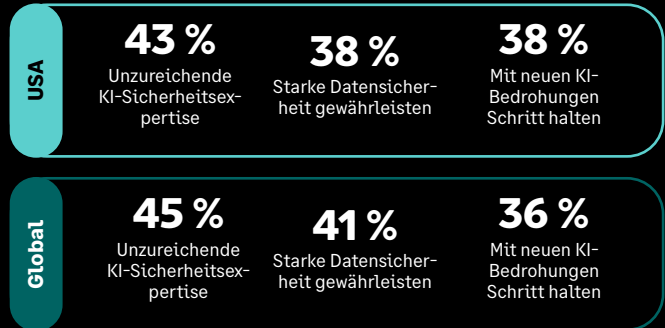 USA
43 %
Unzureichende
KI-Sicherheitsex-
pertise
38 %
Starke Datensicher-
heit gewährleisten
38 %
Mit neuen KI-
Bedrohungen
Schritt halten
Global
45 %
Unzureichende
KI-Sicherheitsex-
pertise
41 %
Starke Datensicher-
heit gewährleisten
36 %
Mit neuen KI-
Bedrohungen
Schritt halten